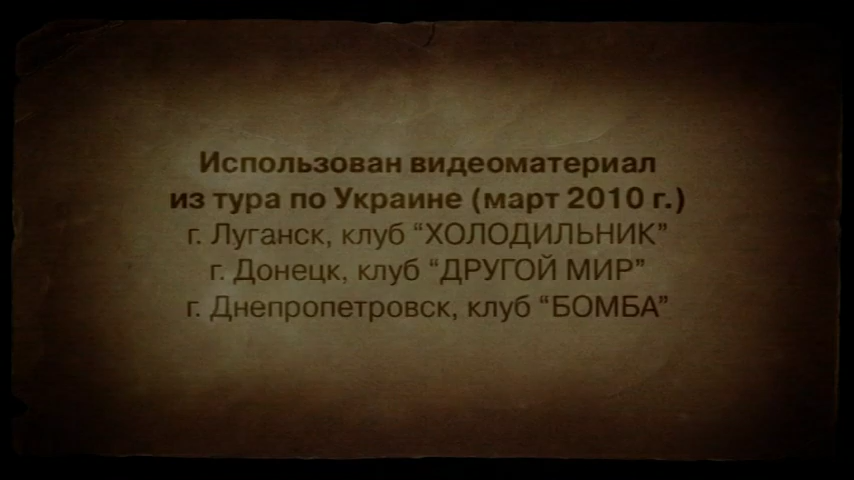 Использован видеоматериал
из тура по Украине (март 2010 г.)
г. Луганск, клуб “ХОЛОДИЛЬНИК”
г. Донецк, клуб “ДРУГОЙ МИР”
г. Днепропетровск, клуб “БОМБА”